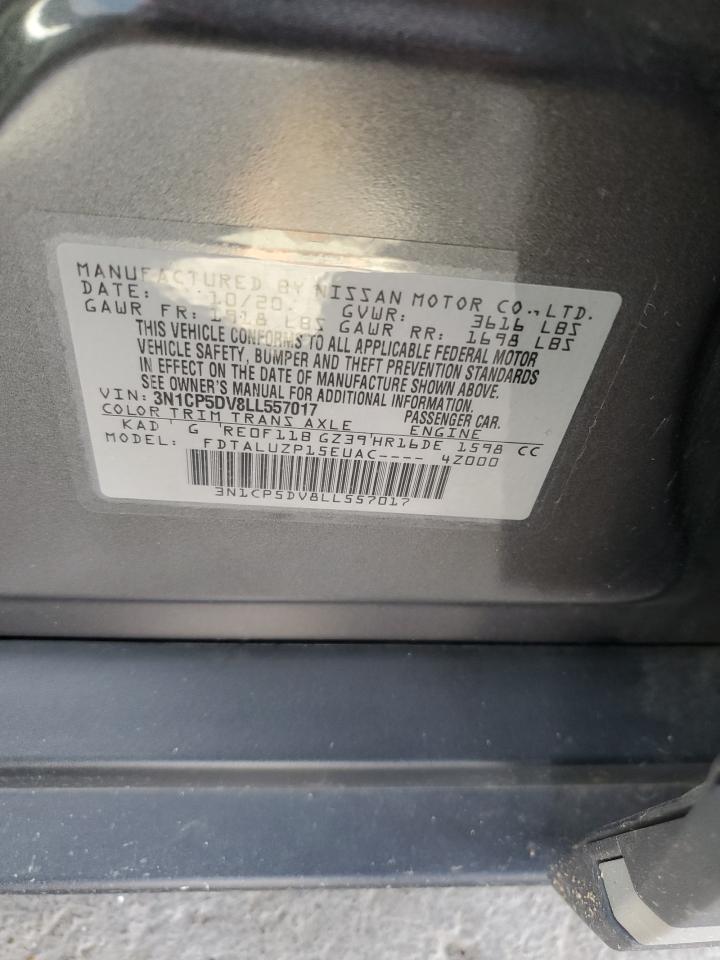 MANUFACTURED BY NISSAN MOTOR CO.,LTD.
DATE: 10/20. GVWR: 3616 LBS
GAWR FR: 1918 LBS GAWR RR: 1698 LBS
THIS VEHICLE CONFORMS TO ALL APPLICABLE FEDERAL MOTOR
VEHICLE SAFETY, BUMPER AND THEFT PREVENTION STANDARDS
IN EFFECT ON THE DATE OF MANUFACTURE SHOWN ABOVE.
SEE OWNER'S MANUAL FOR ADDITIONAL INFORMATION.
VIN: 3N1CP5DV8LL557017 PASSENGER CAR.
COLOR TRIM TRANS AXLE ENGINE
KAD ' G 'RE0F11B GZ39'HR16DE 1598 CC
MODEL: FDTALUZP15EUAC---- 4Z000
3N1CP5DV8LL557017